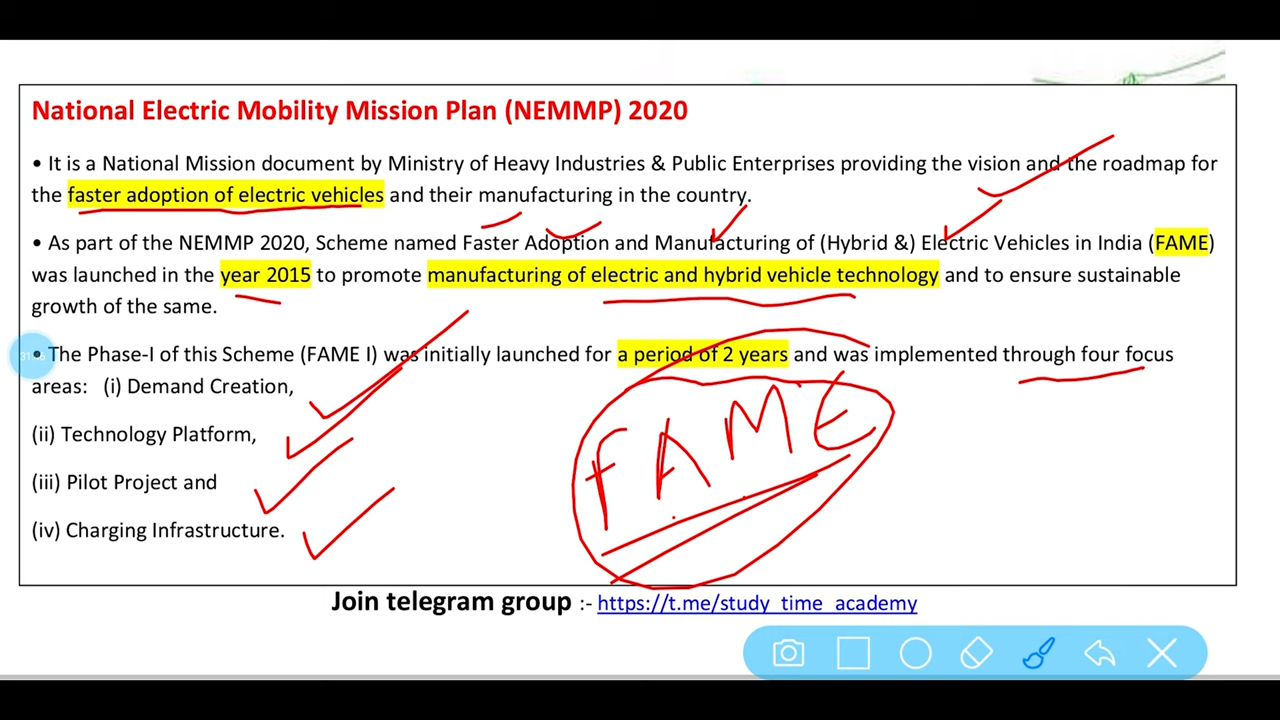 National Electric Mobility Mission Plan (NEMMP) 2020
• It is a National Mission document by Ministry of Heavy Industries & Public Enterprises providing the vision and the roadmap for
the faster adoption of electric vehicles and their manufacturing in the country.
• As part of the NEMMP 2020, Scheme named Faster Adoption and Manufacturing of (Hybrid &) Electric Vehicles in India (FAME)
was launched in the year 2015 to promote manufacturing of electric and hybrid vehicle technology and to ensure sustainable
growth of the same.
• The Phase-I of this Scheme (FAME I) was initially launched for a period of 2 years and was implemented through four focus
areas: (i) Demand Creation,
(ii) Technology Platform,
(iii) Pilot Project and
(iv) Charging Infrastructure.
FAME
Join telegram group :- https://t.me/study_time_academy